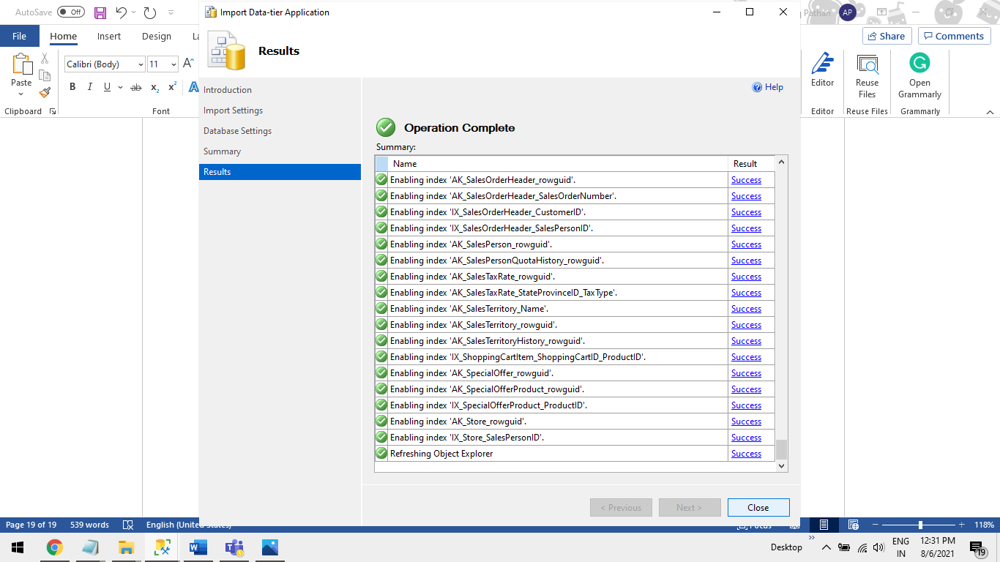 AutoSave Off
Import Data-tier Application
Pathan AP
File Home Insert Design La
Share Comments
Results
Calibri (Body) 11 A
Paste
B I U ab x2 x2 A
Clipboard
Font
Editor
Reuse Files
Open Grammarly
Editor Reuse Files Grammarly
Introduction
Import Settings
Database Settings
Summary
Results
Help
Operation Complete
Summary:
Name Result
Enabling index 'AK_SalesOrderHeader_rowguid'. Success
Enabling index 'AK_SalesOrderHeader_SalesOrderNumber'. Success
Enabling index 'IX_SalesOrderHeader_CustomerID'. Success
Enabling index 'IX_SalesOrderHeader_SalesPersonID'. Success
Enabling index 'AK_SalesPerson_rowguid'. Success
Enabling index 'AK_SalesPersonQuotaHistory_rowguid'. Success
Enabling index 'AK_SalesTaxRate_rowguid'. Success
Enabling index 'AK_SalesTaxRate_StateProvinceID_TaxType'. Success
Enabling index 'AK_SalesTerritory_Name'. Success
Enabling index 'AK_SalesTerritory_rowguid'. Success
Enabling index 'AK_SalesTerritoryHistory_rowguid'. Success
Enabling index 'IX_ShoppingCartItem_ShoppingCartID_ProductID'. Success
Enabling index 'AK_SpecialOffer_rowguid'. Success
Enabling index 'AK_SpecialOfferProduct_rowguid'. Success
Enabling index 'IX_SpecialOfferProduct_ProductID'. Success
Enabling index 'AK_Store_rowguid'. Success
Enabling index 'IX_Store_SalesPersonID'. Success
Refreshing Object Explorer Success
< Previous Next > Close
Page 19 of 19 539 words English (United States) Focus 118%
Desktop
ENG
IN
12:31 PM
8/6/2021
19